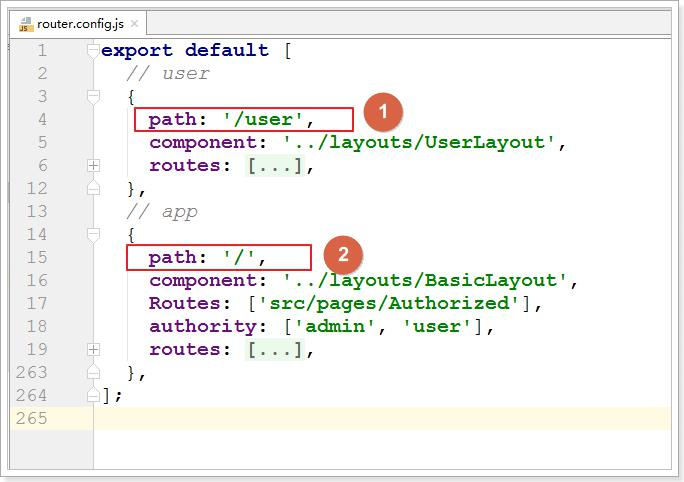 router.config.js
1 export default [
2 // user
3 {
4 path: '/user', 1
5 component: '../layouts/UserLayout',
6 routes: [...],
12 },
13 // app
14 {
15 path: '/', 2
16 component: '../layouts/BasicLayout',
17 Routes: ['src/pages/Authorized'],
18 authority: ['admin', 'user'],
19 routes: [...],
263 },
264 ];
265